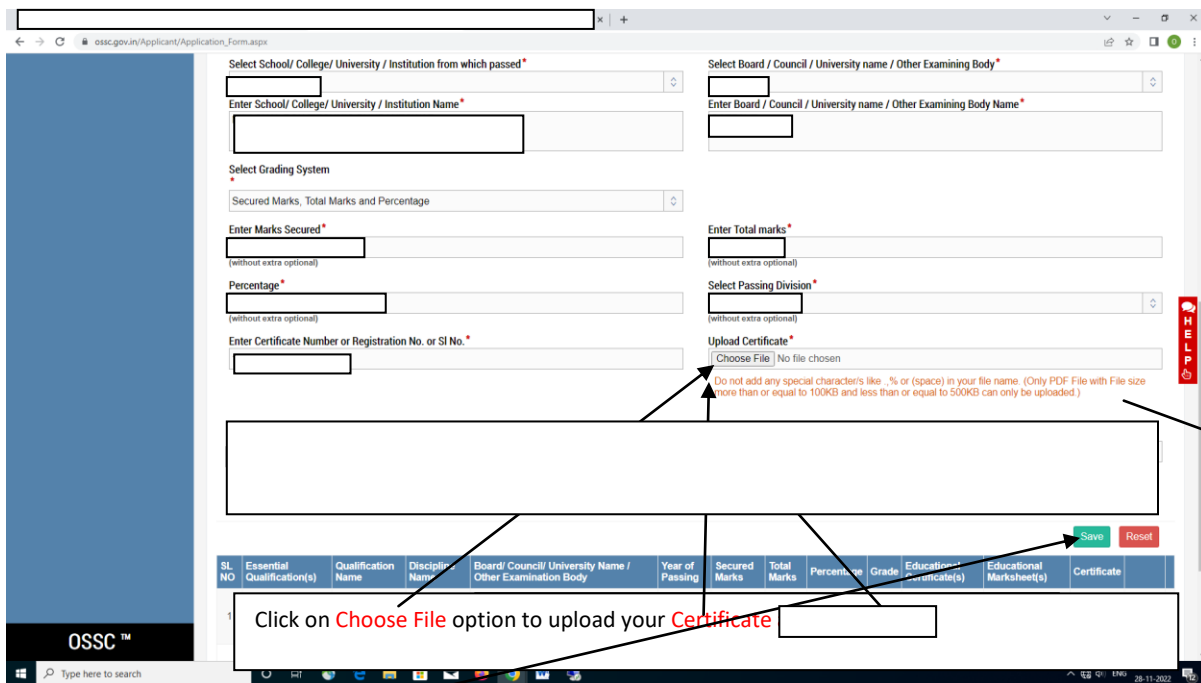 ossc.gov.in/Applicant/Application_Form.aspx
Select School/ College/ University / Institution from which passed*
Select Board / Council / University name / Other Examining Body*
Enter School/ College/ University / Institution Name*
Enter Board / Council / University name / Other Examining Body Name*
Select Grading System
*
Secured Marks, Total Marks and Percentage
Enter Marks Secured*
Enter Total marks*
(without extra optional)
(without extra optional)
Percentage*
Select Passing Division*
(without extra optional)
(without extra optional)
Enter Certificate Number or Registration No. or Sl No.*
Upload Certificate*
Choose File No file chosen
Do not add any special character/s like .,% or (space) in your file name. (Only PDF File with File size
more than or equal to 100KB and less than or equal to 500KB can only be uploaded.)
HELP
Save Reset
SL NO
Essential Qualification(s)
Qualification Name
Discipline Name
Board/ Council/ University Name / Other Examination Body
Year of Passing
Secured Marks
Total Marks
Percentage
Grade
Educational Certificate(s)
Educational Marksheet(s)
Certificate
1
Click on Choose File option to upload your Certificate
OSSC ™
Type here to search
ENG
28-11-2022